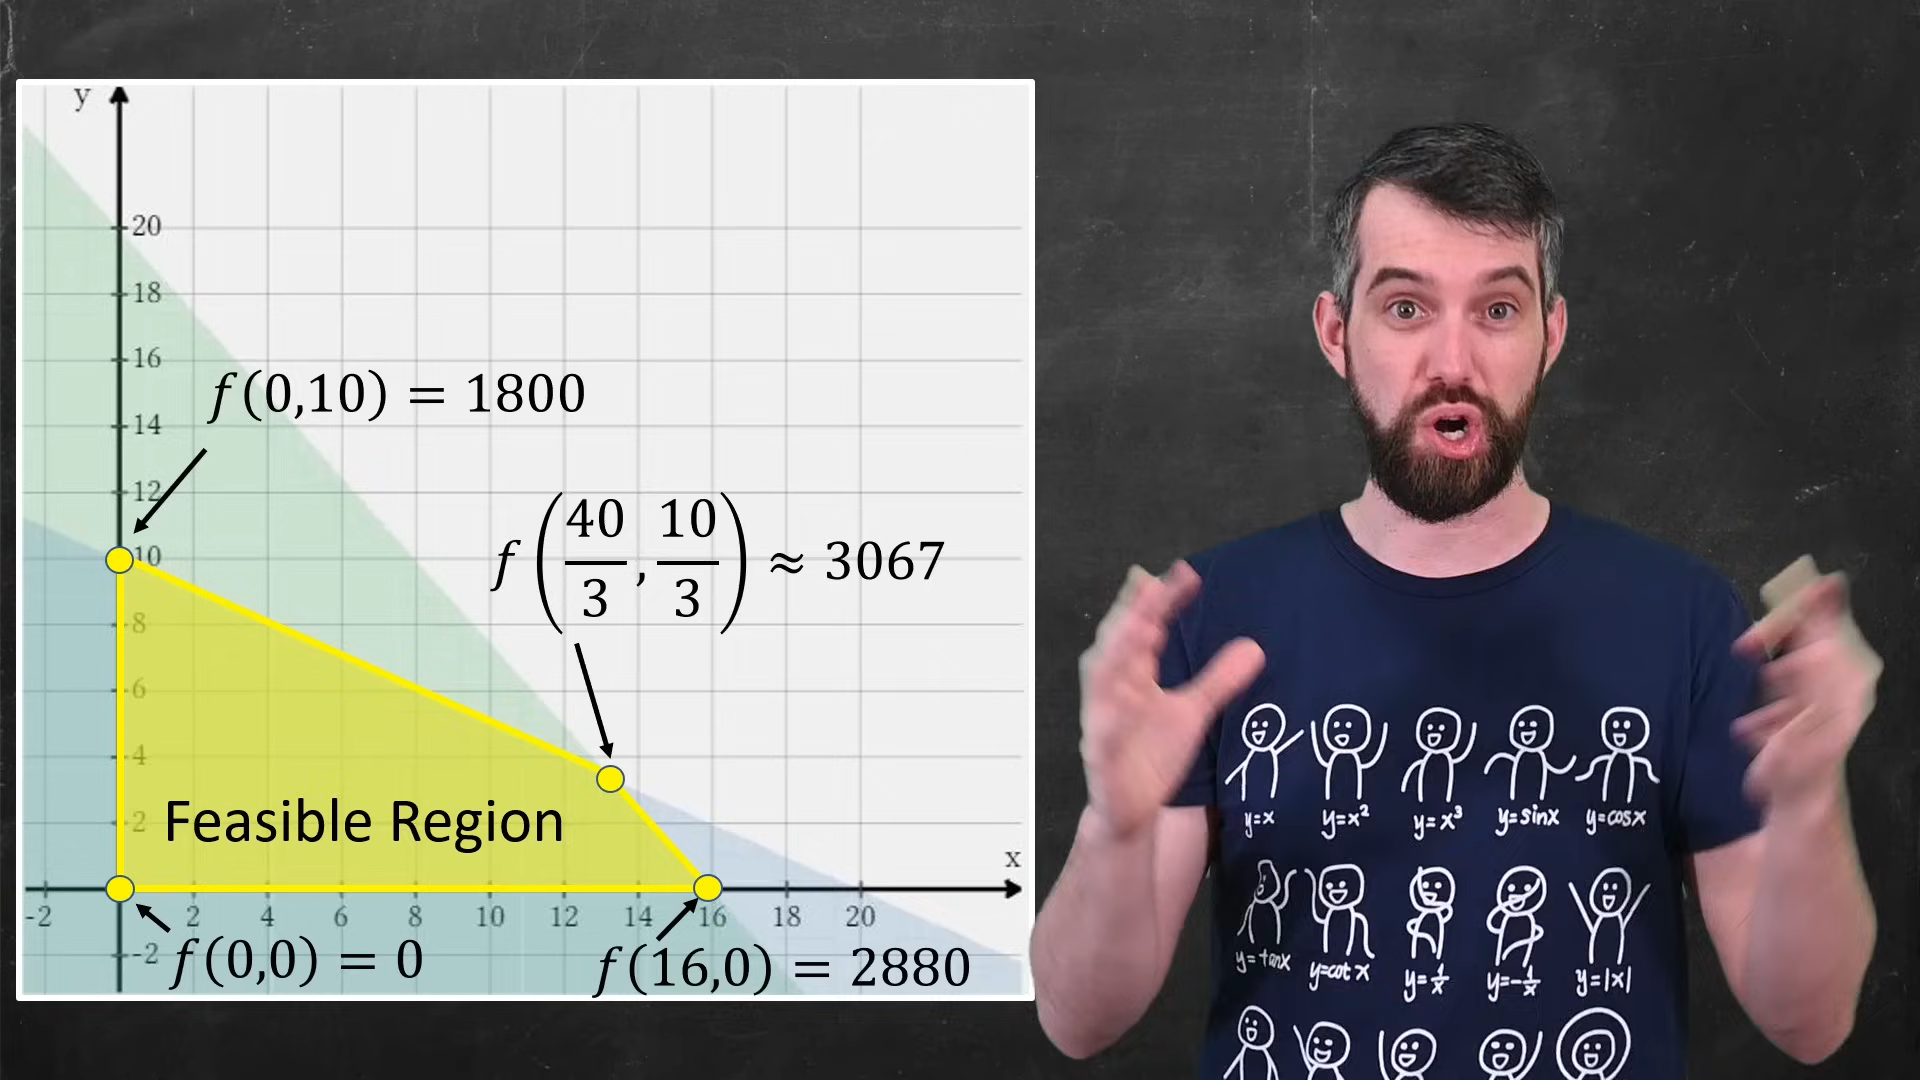 y
20
18
16
f(0,10) = 1800
14
12
f(40/3, 10/3) ≈ 3067
10
8
6
4
2
Feasible Region
x
-2 2 4 6 8 10 12 14 16 18 20
-2
f(0,0) = 0
f(16,0) = 2880
y=x y=x² y=x³ y=sinx y=cosx
y=tanx y=cotx y=1/x y=-1/x y=|x|